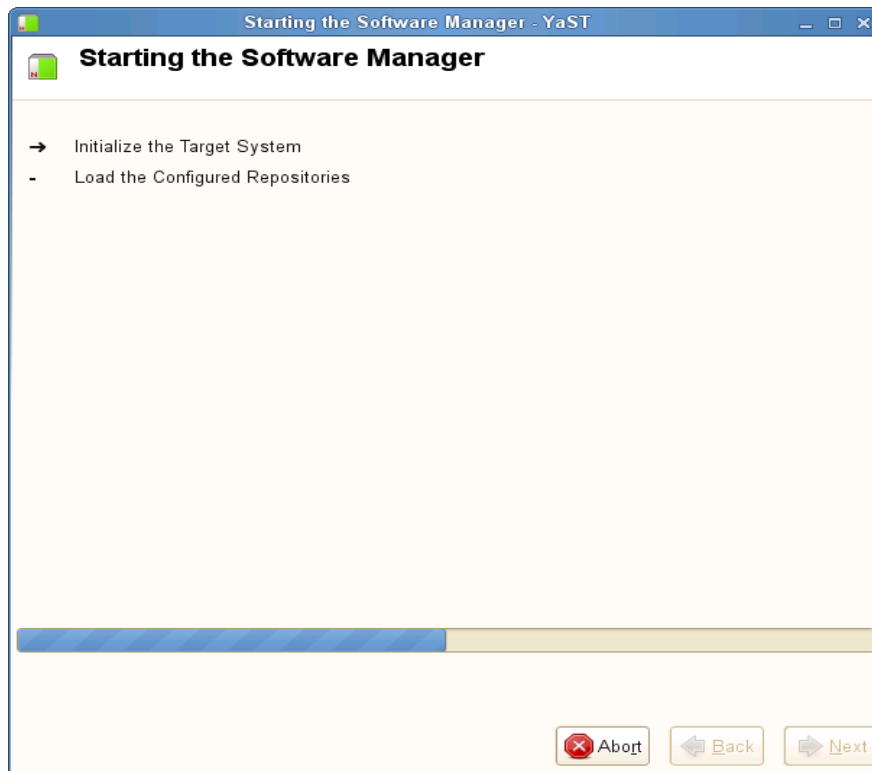 Starting the Software Manager - YaST
Starting the Software Manager
➔ Initialize the Target System
- Load the Configured Repositories
Abort Back Next